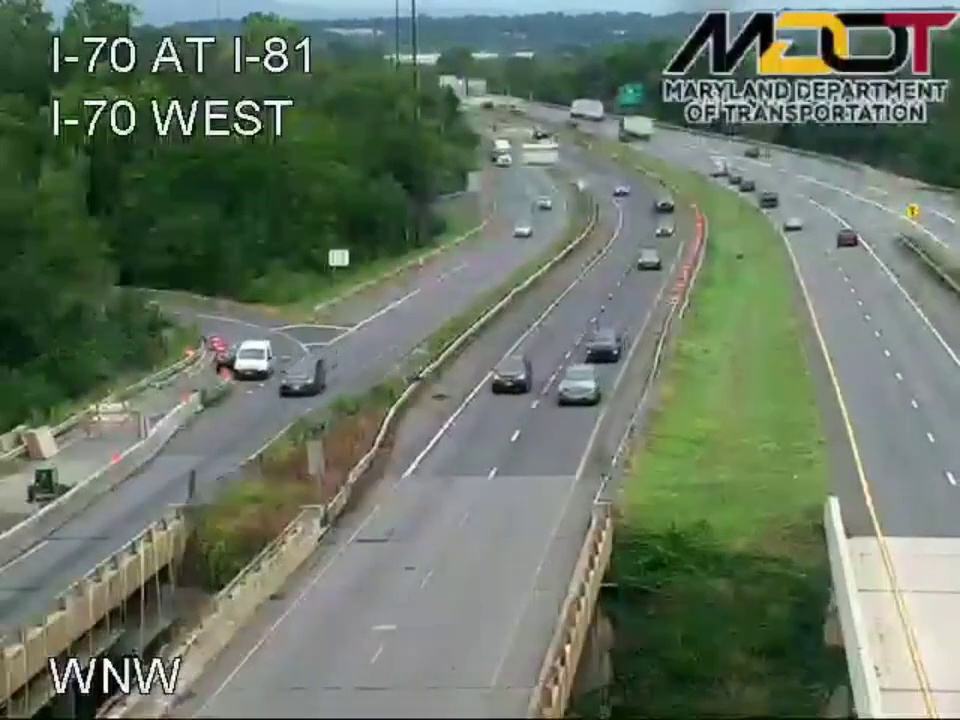 I-70 AT I-81
I-70 WEST
MDOT
MARYLAND DEPARTMENT
OF TRANSPORTATION
WNW